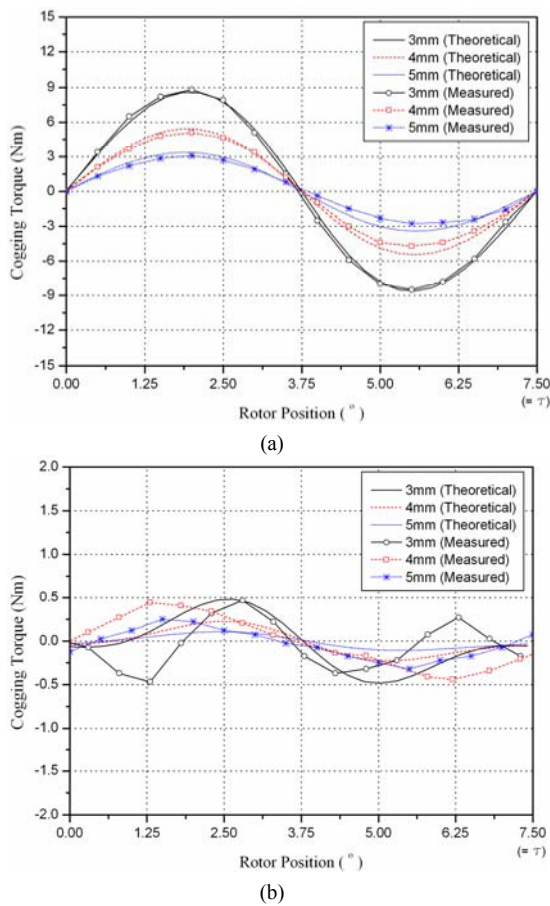 15
12
9
6
3
0
-3
-6
-9
-12
-15
Cogging Torque (Nm)
3mm (Theoretical)
4mm (Theoretical)
5mm (Theoretical)
3mm (Measured)
4mm (Measured)
5mm (Measured)
0.00 1.25 2.50 3.75 5.00 6.25 7.50
(= τ)
Rotor Position ( º )
(a)
2.0
1.5
1.0
0.5
0.0
-0.5
-1.0
-1.5
-2.0
Cogging Torque (Nm)
3mm (Theoretical)
4mm (Theoretical)
5mm (Theoretical)
3mm (Measured)
4mm (Measured)
5mm (Measured)
0.00 1.25 2.50 3.75 5.00 6.25 7.50
(= τ)
Rotor Position ( º )
(b)